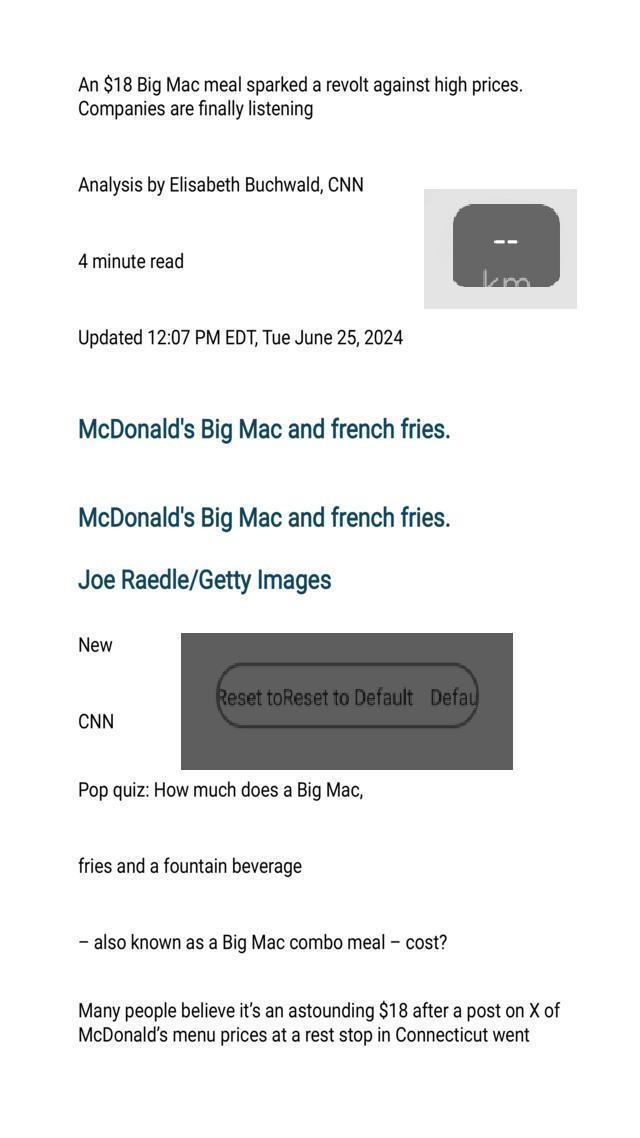 An $18 Big Mac meal sparked a revolt against high prices.
Companies are finally listening
Analysis by Elisabeth Buchwald, CNN
--
km
4 minute read
Updated 12:07 PM EDT, Tue June 25, 2024
McDonald's Big Mac and french fries.
McDonald's Big Mac and french fries.
Joe Raedle/Getty Images
New
Reset toReset to Default Defau
CNN
Pop quiz: How much does a Big Mac,
fries and a fountain beverage
– also known as a Big Mac combo meal – cost?
Many people believe it’s an astounding $18 after a post on X of
McDonald’s menu prices at a rest stop in Connecticut went